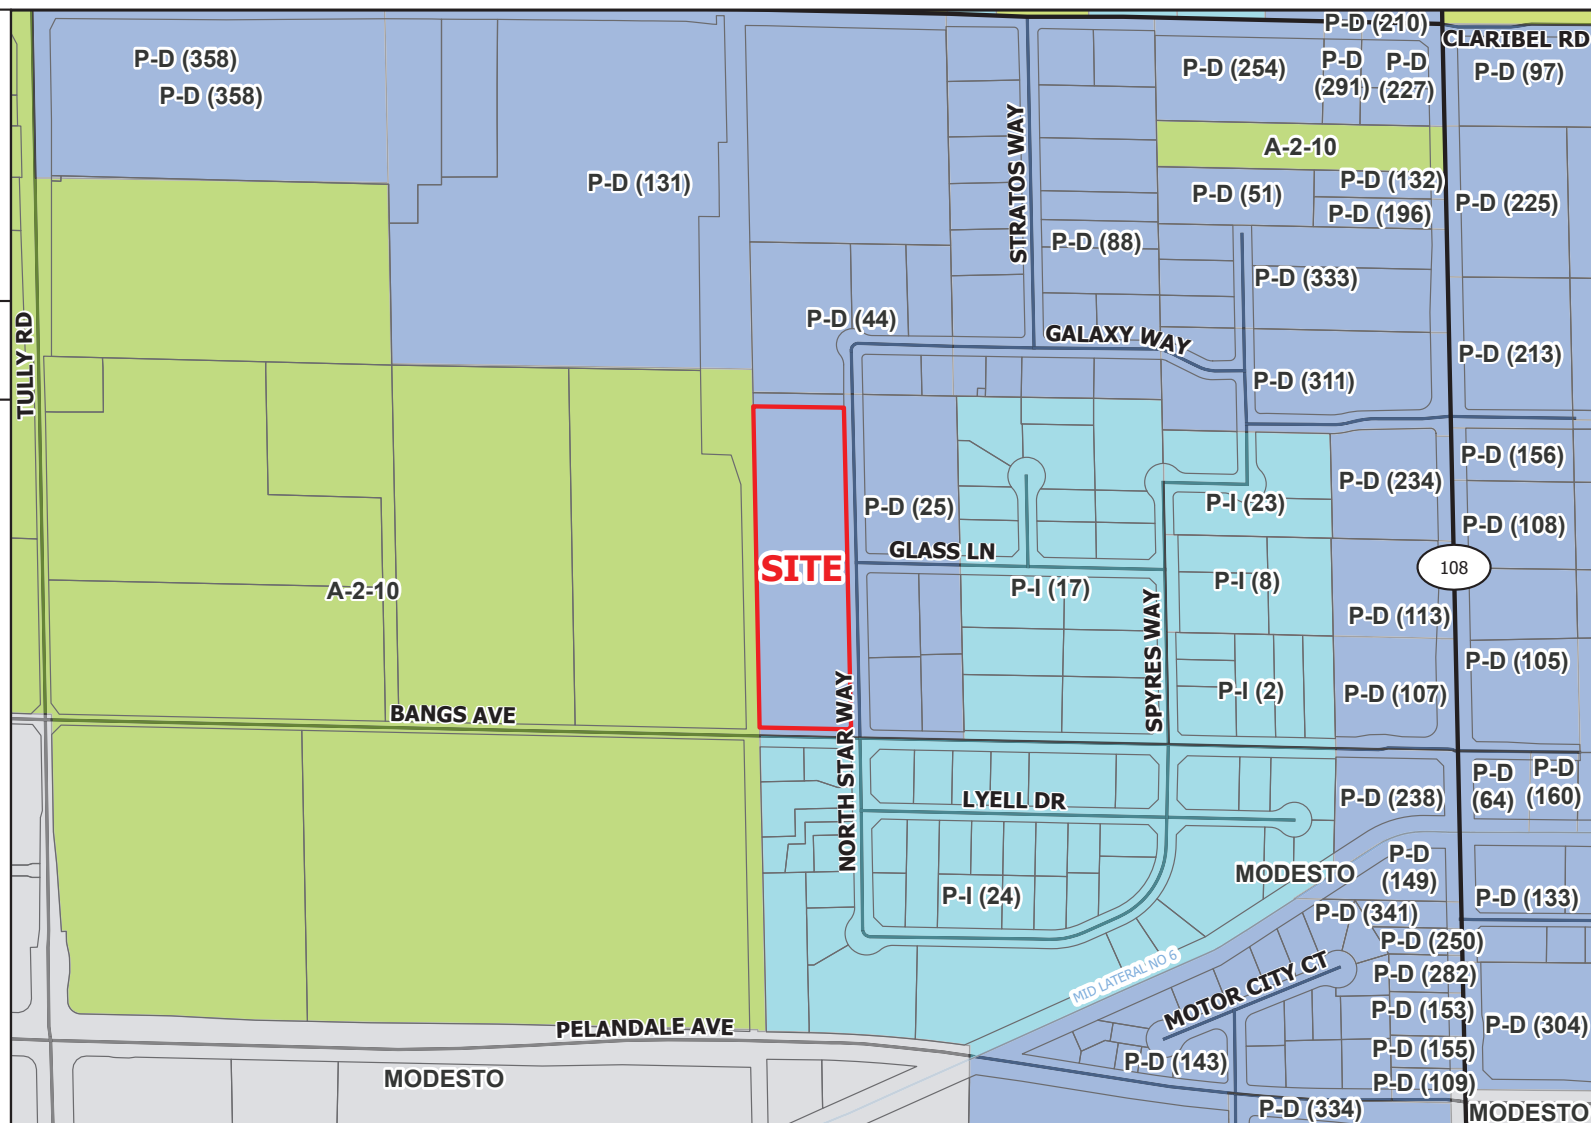 P-D (210)
CLARIBEL RD
P-D (358)
P-D (358)
P-D (254)
P-D
(291)
P-D
(227)
P-D (97)
A-2-10
P-D (131)
STRATOS WAY
P-D (51)
P-D (132)
P-D (196)
P-D (225)
P-D (88)
P-D (333)
P-D (44)
GALAXY WAY
TULLY RD
P-D (311)
P-D (213)
P-D (25)
P-I (23)
P-D (234)
P-D (156)
P-D (108)
GLASS LN
SITE
A-2-10
P-I (17)
P-I (8)
108
P-D (113)
SPYRES WAY
P-D (105)
P-I (2)
P-D (107)
BANGS AVE
NORTH STAR WAY
LYELL DR
P-D (238)
P-D
(64)
P-D
(160)
MODESTO
P-D
(149)
P-I (24)
P-D (133)
P-D (341)
P-D (250)
MID LATERAL NO 6
MOTOR CITY CT
P-D (282)
P-D (153)
P-D (304)
PELANDALE AVE
P-D (155)
P-D (143)
MODESTO
P-D (109)
P-D (334)
MODESTO